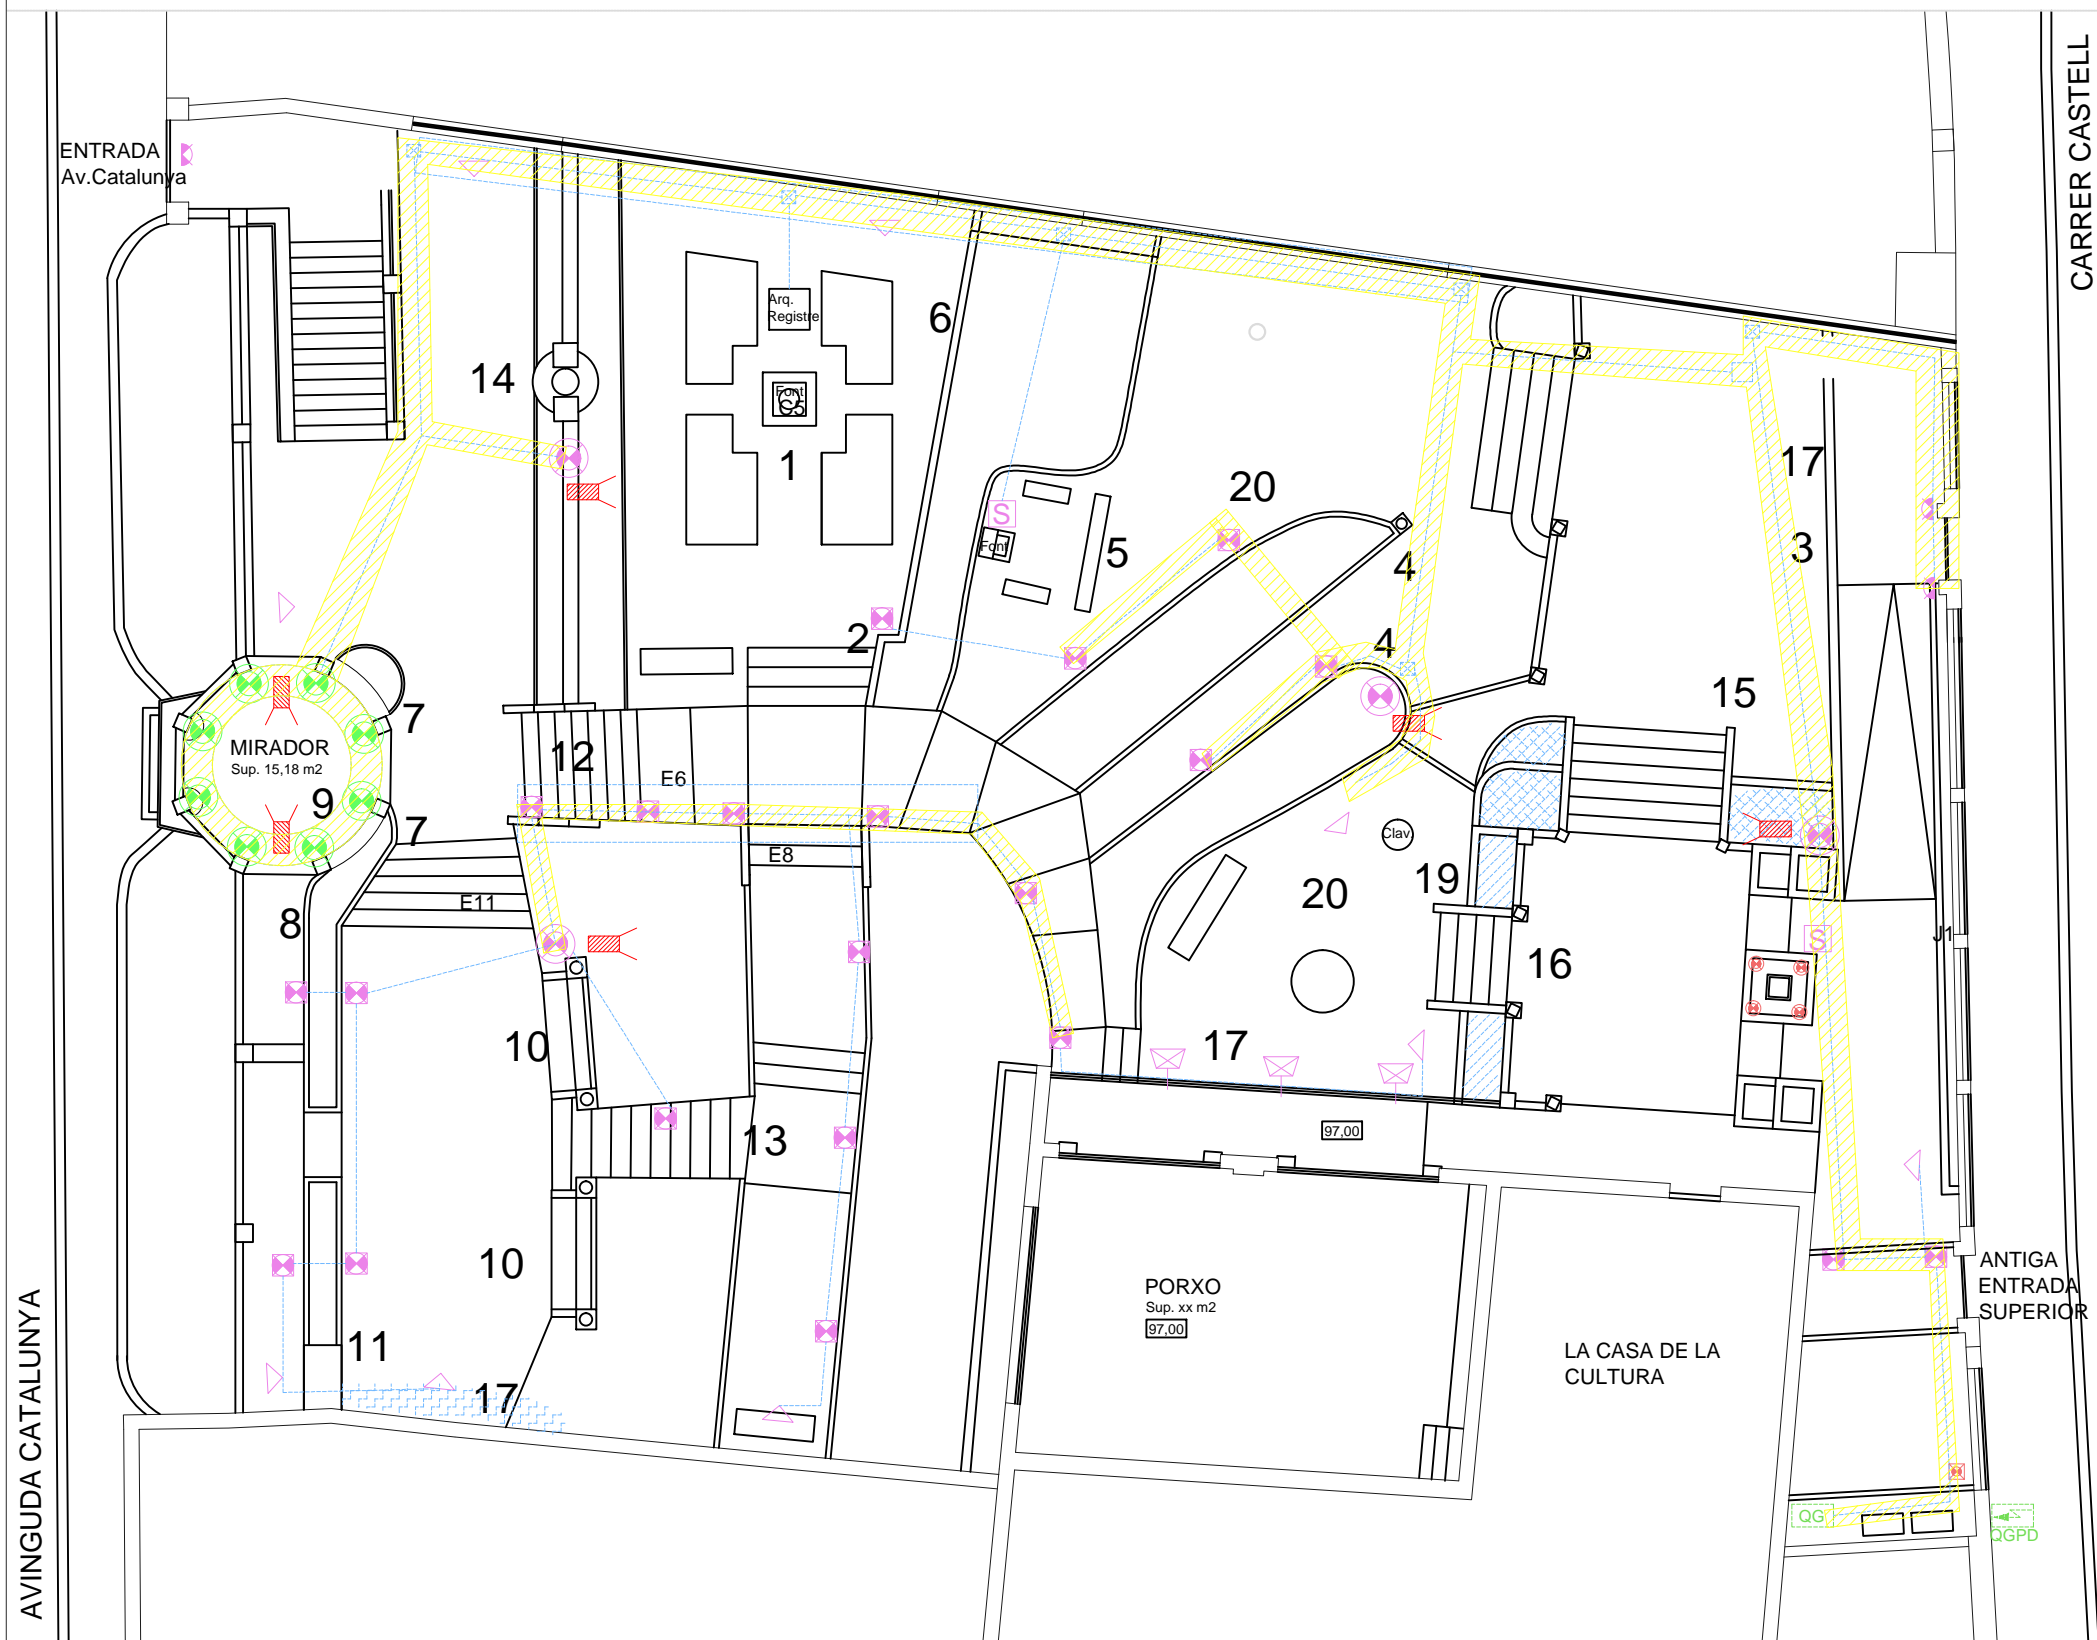 CARRER CASTELL
ENTRADA
Av.Catalunya
Arq.
Registre
6
14
Font
1
17
20
S
Font
5
3
4
4
2
15
7
MIRADOR
Sup. 15,18 m2
12
E6
9
7
Clav.
E8
E11
8
20
19
16
S
J1
10
17
13
97,00
10
PORXO
Sup. xx m2
97,00
ANTIGA
ENTRADA
SUPERIOR
11
LA CASA DE LA
CULTURA
17
QG
QGPD
AVINGUDA CATALUNYA